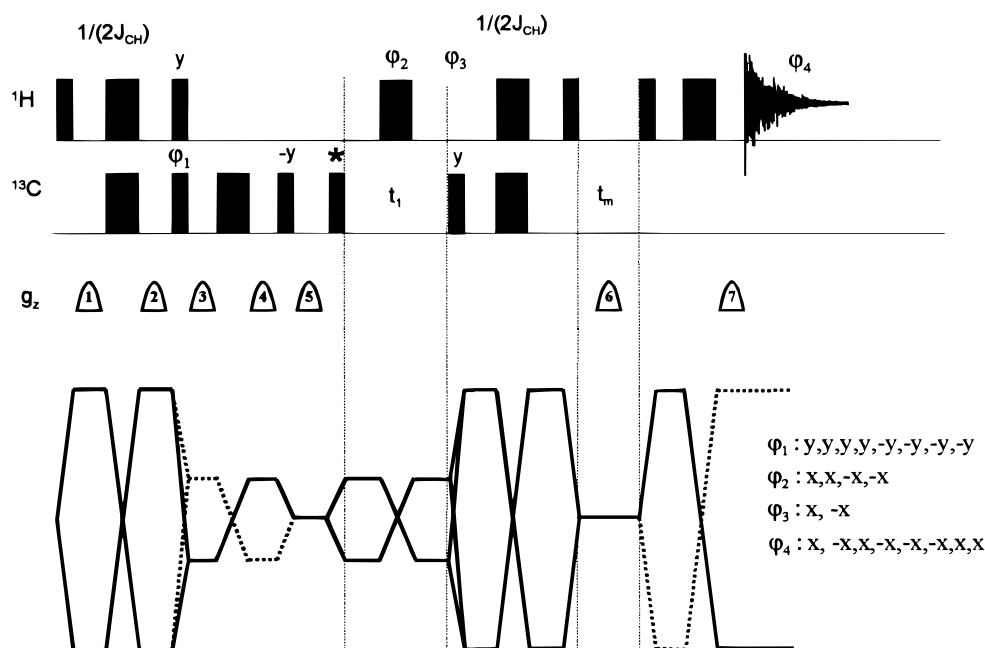 1/(2J_CH) 1/(2J_CH)
y φ₂ φ₃ φ₄
¹H
φ₁ -y * y
¹³C t₁ tₘ
g_z 1 2 3 4 5 6 7
φ₁ : y,y,y,y,-y,-y,-y,-y
φ₂ : x,x,-x,-x
φ₃ : x, -x
φ₄ : x, -x,x,-x,-x,-x,x,x